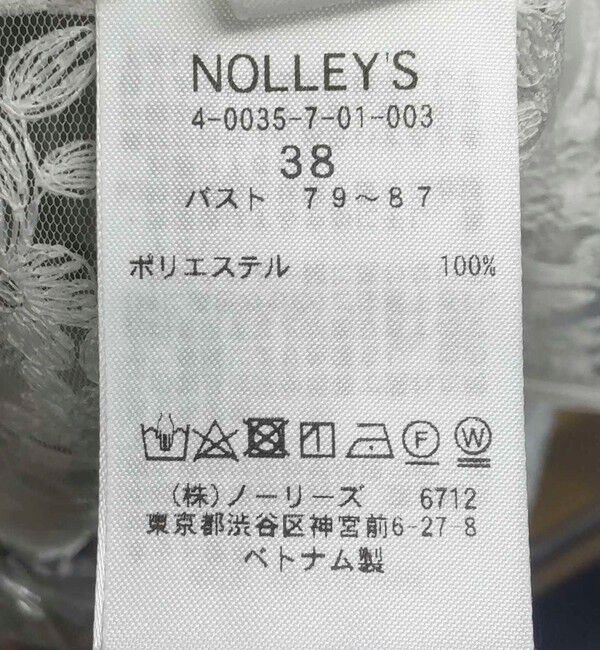 NOLLEY'S
4-0035-7-01-003
38
バスト 79～87
ポリエステル 100%
F W
(株)ノーリーズ 6712
東京都渋谷区神宮前6-27-8
ベトナム製